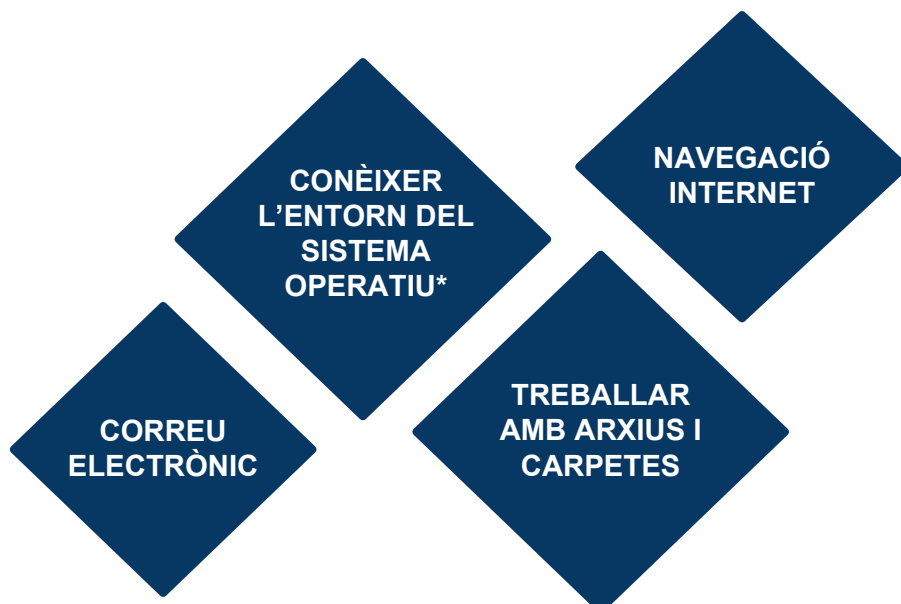 CONÈIXER
L’ENTORN DEL
SISTEMA
OPERATIU*
NAVEGACIÓ
INTERNET
CORREU
ELECTRÒNIC
TREBALLAR
AMB ARXIUS I
CARPETES